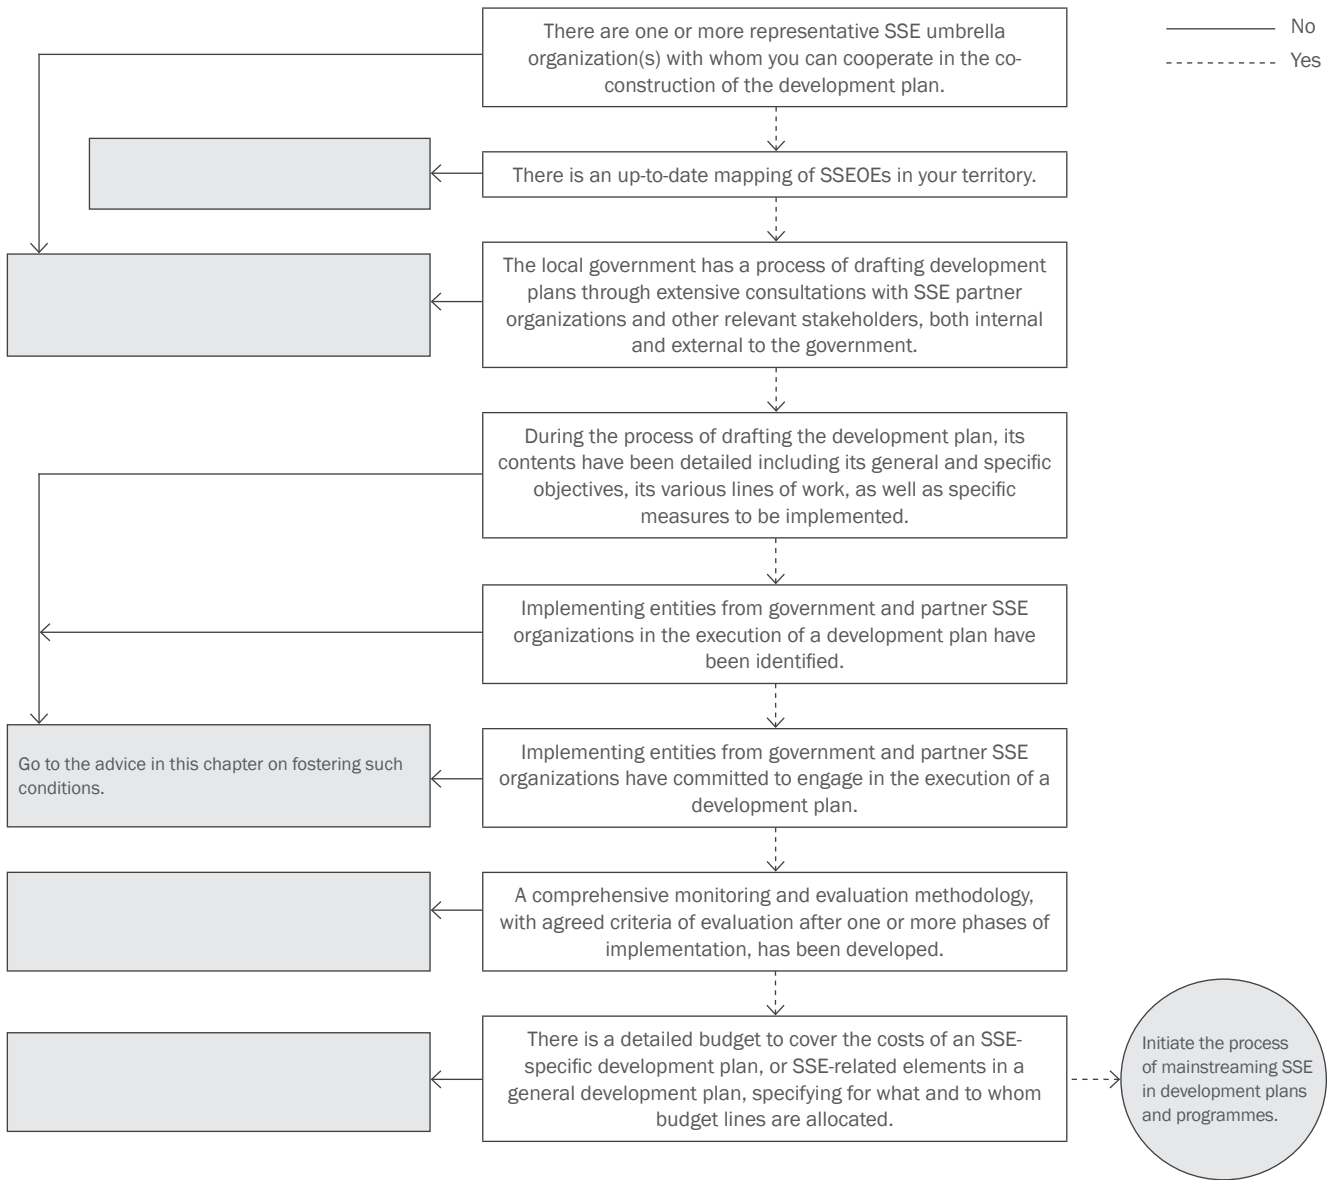 There are one or more representative SSE umbrella
organization(s) with whom you can cooperate in the co-
construction of the development plan.
No
Yes
There is an up-to-date mapping of SSEOEs in your territory.
The local government has a process of drafting development
plans through extensive consultations with SSE partner
organizations and other relevant stakeholders, both internal
and external to the government.
During the process of drafting the development plan, its
contents have been detailed including its general and specific
objectives, its various lines of work, as well as specific
measures to be implemented.
Implementing entities from government and partner SSE
organizations in the execution of a development plan have
been identified.
Go to the advice in this chapter on fostering such
conditions.
Implementing entities from government and partner SSE
organizations have committed to engage in the execution of a
development plan.
A comprehensive monitoring and evaluation methodology,
with agreed criteria of evaluation after one or more phases of
implementation, has been developed.
There is a detailed budget to cover the costs of an SSE-
specific development plan, or SSE-related elements in a
general development plan, specifying for what and to whom
budget lines are allocated.
Initiate the process
of mainstreaming SSE
in development plans
and programmes.